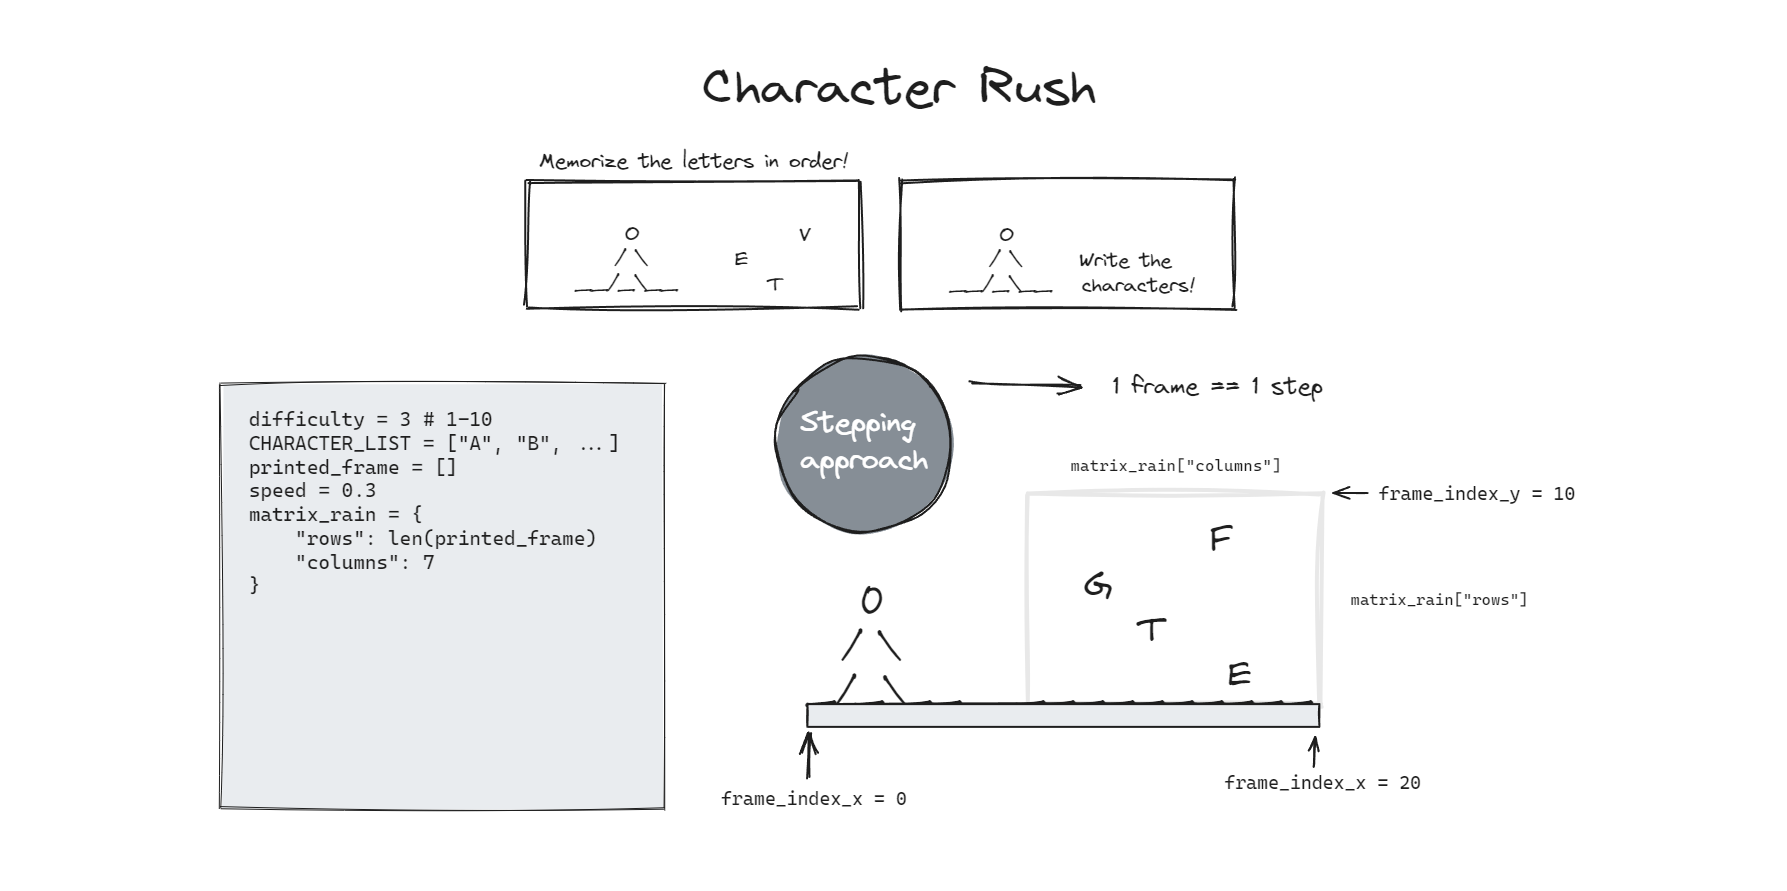 Character Rush
Memorize the letters in order!
V
E
T
Write the
characters!
difficulty = 3 # 1-10
CHARACTER_LIST = ["A", "B", ...]
printed_frame = []
speed = 0.3
matrix_rain = {
"rows": len(printed_frame)
"columns": 7
}
Stepping
approach
1 frame == 1 step
matrix_rain["columns"]
frame_index_y = 10
F
G
T
E
matrix_rain["rows"]
frame_index_x = 0
frame_index_x = 20